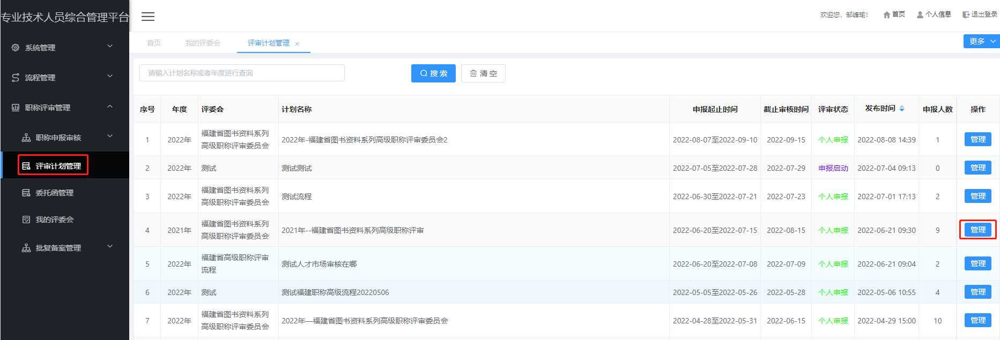 专业技术人员综合管理平台
欢迎您，邹峰瑜！ 首页 个人信息 退出登录
系统管理
流程管理
职称评审管理
职称申报审核
评审计划管理
委托函管理
我的评委会
批复备案管理
首页 我的评委会 评审计划管理 × 更多
请输入计划名称或者年度进行查询 搜 索 清 空
序号 年度 评委会 计划名称 申报起止时间 截止审核时间 评审状态 发布时间 申报人数 操作
1 2022年 福建省图书资料系列 2022年-福建省图书资料系列高级职称评审委员会2 2022-08-07至2022-09-10 2022-09-15 个人申报 2022-08-08 14:39 1 管理
高级职称评审委员会
2 2022年 测试 测试测试 2022-07-05至2022-07-28 2022-07-29 申报启动 2022-07-04 09:13 0 管理
3 2022年 福建省图书资料系列 测试流程 2022-06-30至2022-07-21 2022-07-23 个人申报 2022-07-01 17:13 2 管理
高级职称评审委员会
4 2021年 福建省图书资料系列 2021年--福建省图书资料系列高级职称评审 2022-06-20至2022-07-15 2022-08-15 个人申报 2022-06-21 09:30 9 管理
高级职称评审委员会
5 2022年 福建省高级职称评审 测试人才市场审核在哪 2022-06-20至2022-07-08 2022-07-09 个人申报 2022-06-21 09:04 2 管理
流程
6 2022年 测试 测试福建职称高级流程20220506 2022-05-05至2022-05-26 2022-05-28 个人申报 2022-05-06 10:55 4 管理
7 2022年 福建省图书资料系列 2022年—福建省图书资料系列高级职称评审委员会 2022-04-28至2022-05-31 2022-06-15 个人申报 2022-04-29 15:00 10 管理
高级职称评审委员会